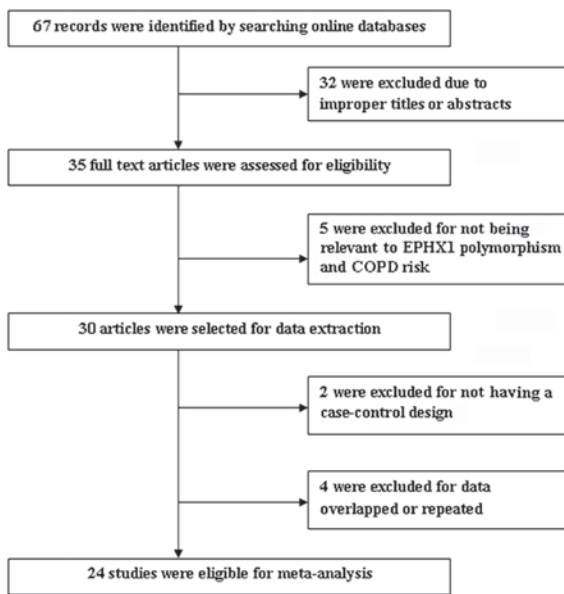 67 records were identified by searching online databases
32 were excluded due to
improper titles or abstracts
35 full text articles were assessed for eligibility
5 were excluded for not being
relevant to EPHX1 polymorphism
and COPD risk
30 articles were selected for data extraction
2 were excluded for not having a
case-control design
4 were excluded for data
overlapped or repeated
24 studies were eligible for meta-analysis